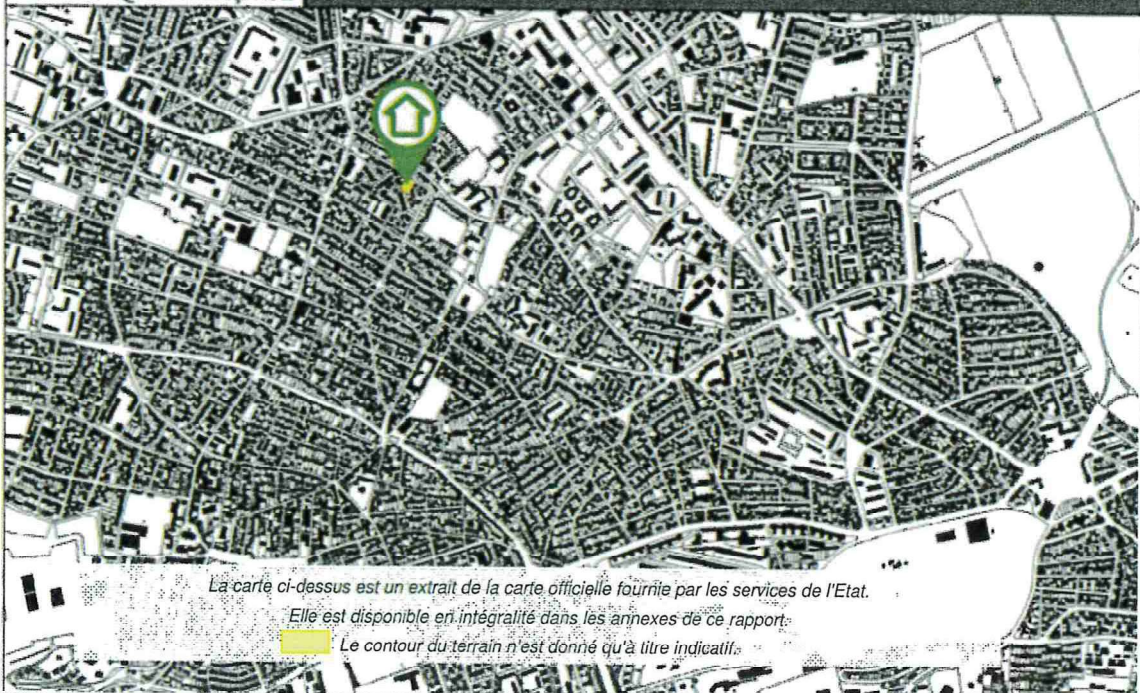 La carte ci-dessus est un extrait de la carte officielle fournie par les services de l'Etat.
Elle est disponible en intégralité dans les annexes de ce rapport.
Le contour du terrain n'est donné qu'à titre indicatif.